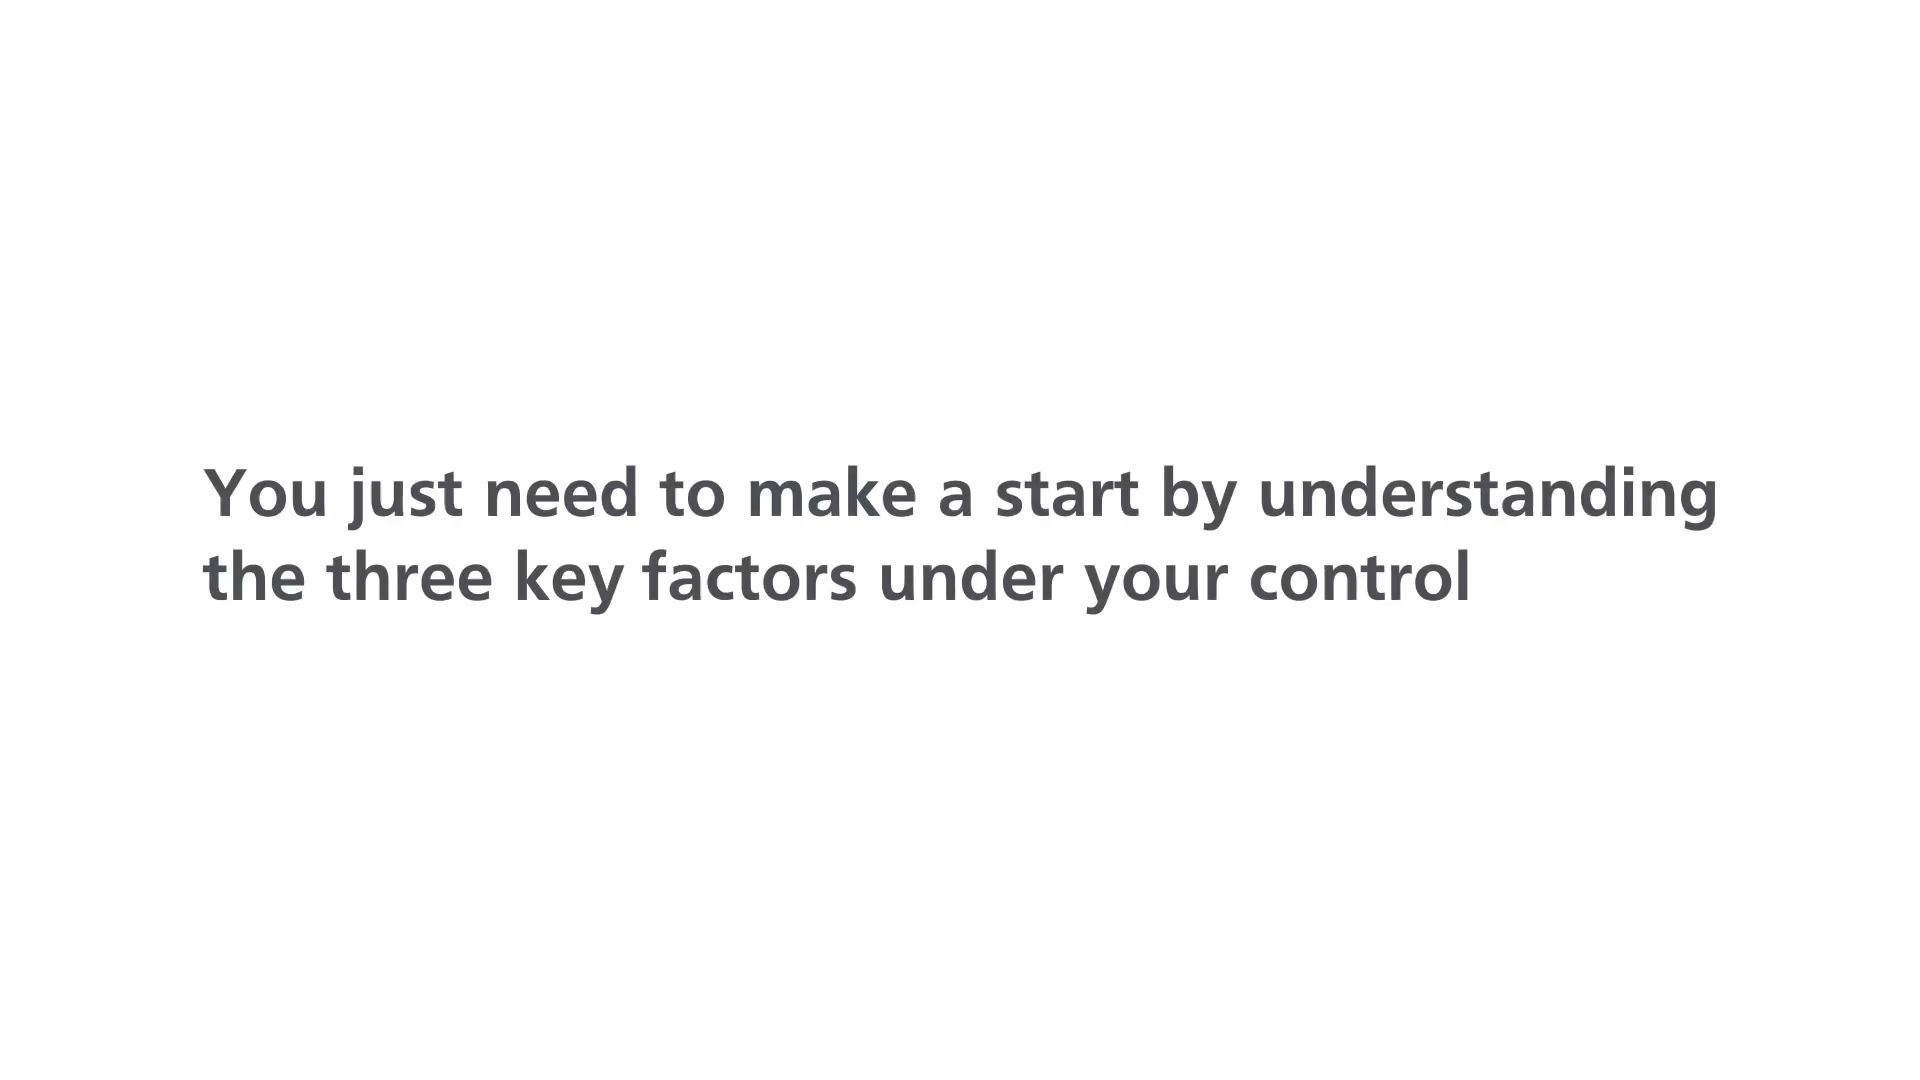 You just need to make a start by understanding
the three key factors under your control